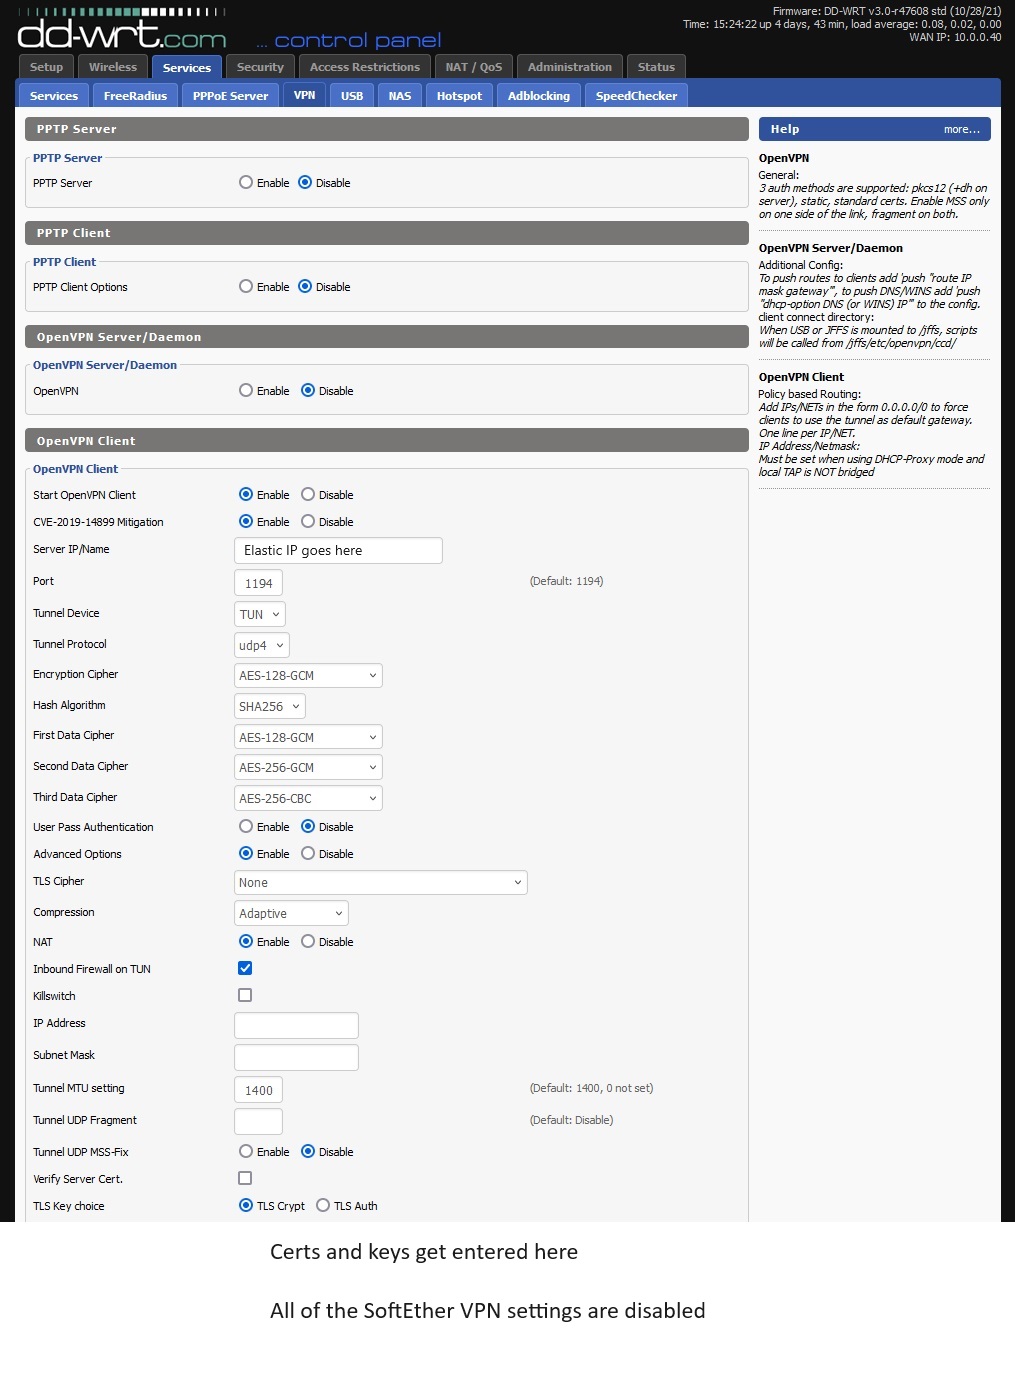 dd-wrt.com ... control panel
Firmware: DD-WRT v3.0-r47608 std (10/28/21)
Time: 15:24:22 up 4 days, 43 min, load average: 0.08, 0.02, 0.00
WAN IP: 10.0.0.40
Setup Wireless Services Security Access Restrictions NAT / QoS Administration Status
Services FreeRadius PPPoE Server VPN USB NAS Hotspot Adblocking SpeedChecker
PPTP Server
PPTP Server
PPTP Server Enable Disable
PPTP Client
PPTP Client
PPTP Client Options Enable Disable
OpenVPN Server/Daemon
OpenVPN Server/Daemon
OpenVPN Enable Disable
OpenVPN Client
OpenVPN Client
Start OpenVPN Client Enable Disable
CVE-2019-14899 Mitigation Enable Disable
Server IP/Name Elastic IP goes here
Port 1194 (Default: 1194)
Tunnel Device TUN
Tunnel Protocol udp4
Encryption Cipher AES-128-GCM
Hash Algorithm SHA256
First Data Cipher AES-128-GCM
Second Data Cipher AES-256-GCM
Third Data Cipher AES-256-CBC
User Pass Authentication Enable Disable
Advanced Options Enable Disable
TLS Cipher None
Compression Adaptive
NAT Enable Disable
Inbound Firewall on TUN
Killswitch
IP Address
Subnet Mask
Tunnel MTU setting 1400 (Default: 1400, 0 not set)
Tunnel UDP Fragment (Default: Disable)
Tunnel UDP MSS-Fix Enable Disable
Verify Server Cert.
TLS Key choice TLS Crypt TLS Auth
Help more...
OpenVPN
General:
3 auth methods are supported: pkcs12 (+dh on
server), static, standard certs. Enable MSS only
on one side of the link, fragment on both.
OpenVPN Server/Daemon
Additional Config:
To push routes to clients add 'push "route IP
mask gateway"', to push DNS/WINS add 'push
"dhcp-option DNS (or WINS) IP"' to the config.
client connect directory:
When USB or JFFS is mounted to /jffs, scripts
will be called from /jffs/etc/openvpn/ccd/
OpenVPN Client
Policy based Routing:
Add IPs/NETs in the form 0.0.0.0/0 to force
clients to use the tunnel as default gateway.
One line per IP/NET.
IP Address/Netmask:
Must be set when using DHCP-Proxy mode and
local TAP is NOT bridged
Certs and keys get entered here
All of the SoftEther VPN settings are disabled